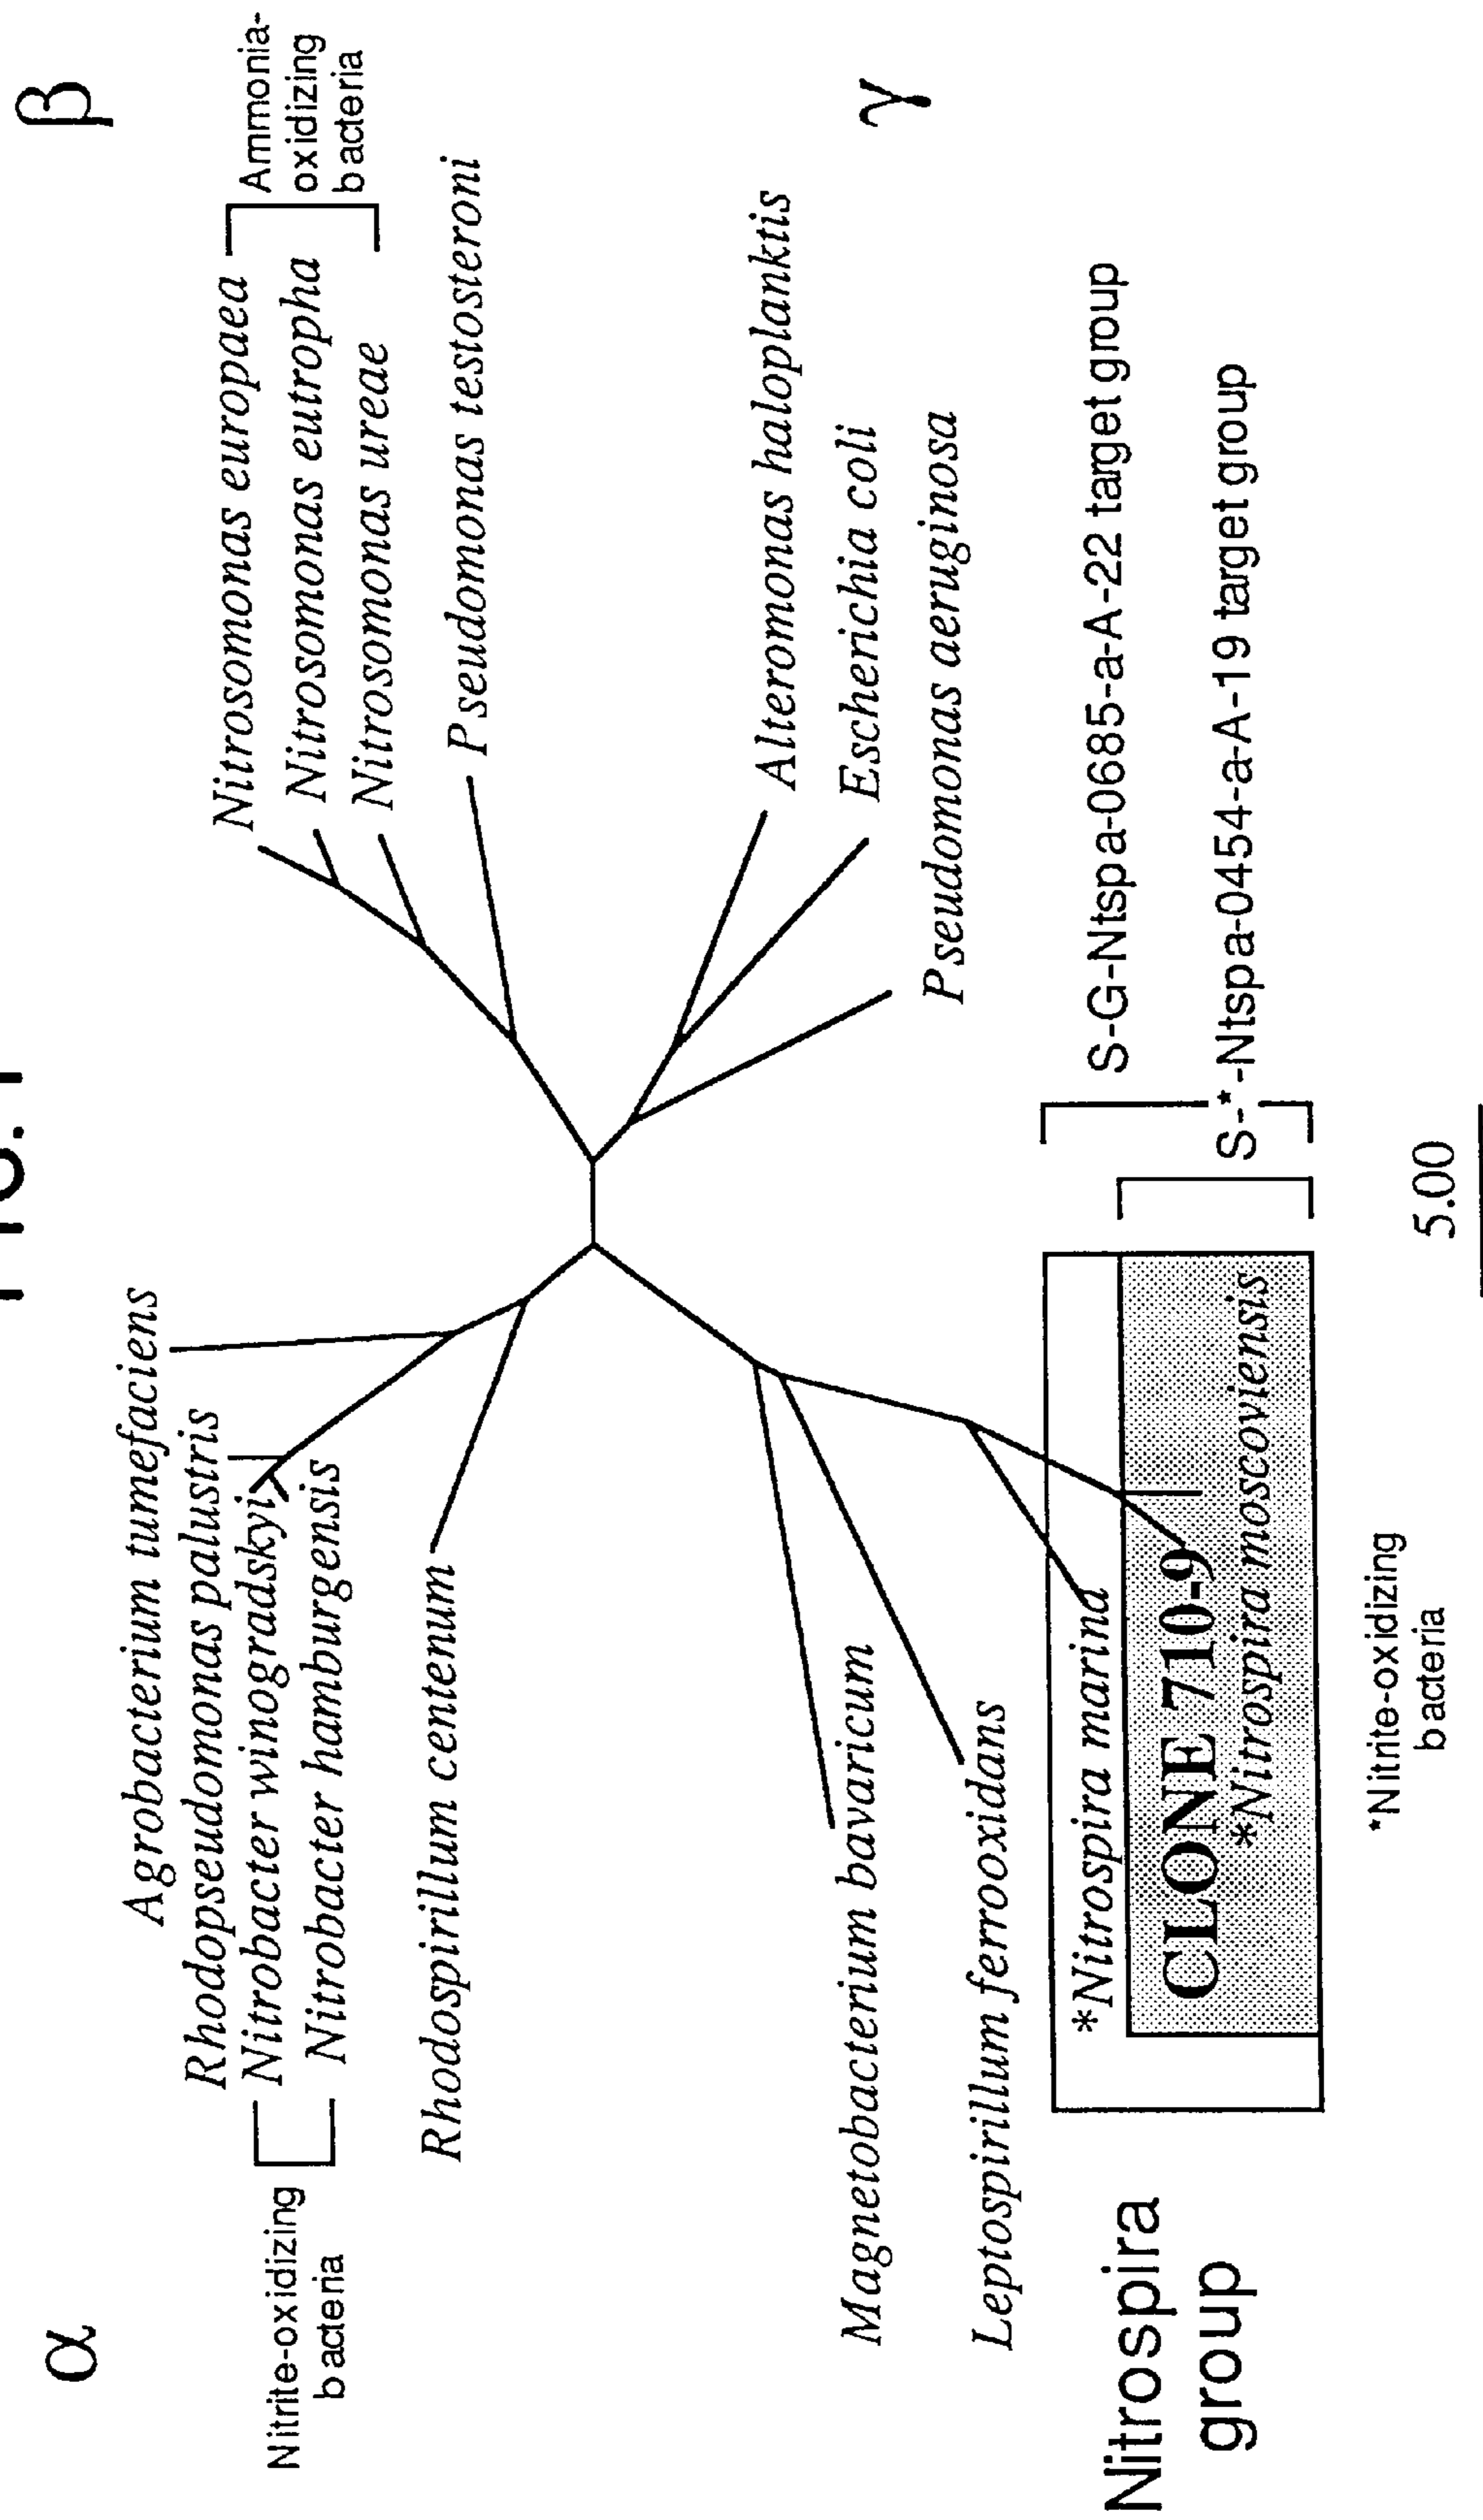 α
β
Agrobacterium tumefaciens
Rhodopseudomonas palustris
Nitrobacter winogradskyi
Nitrobacter hamburgensis
Nitrite-oxidizing
bacteria
Rhodospirillum centenum
Nitrosomonas europaea
Nitrosomonas eutropha
Nitrosomonas ureae
Ammonia-
oxidizing
bacteria
Pseudomonas testosteroni
Alteromonas haloplanktis
Escherichia coli
Pseudomonas aeruginosa
γ
Magnetobacterium bavaricum
Leptospirillum ferrooxidans
Nitrospira
group
*Nitrospira marina
CLONE 710-9
*Nitrospira moscoviensis
S-G-Ntspa-0685-a-A-22 target group
S-*-Ntspa-0454-a-A-19 target group
*Nitrite-oxidizing
bacteria
5.00